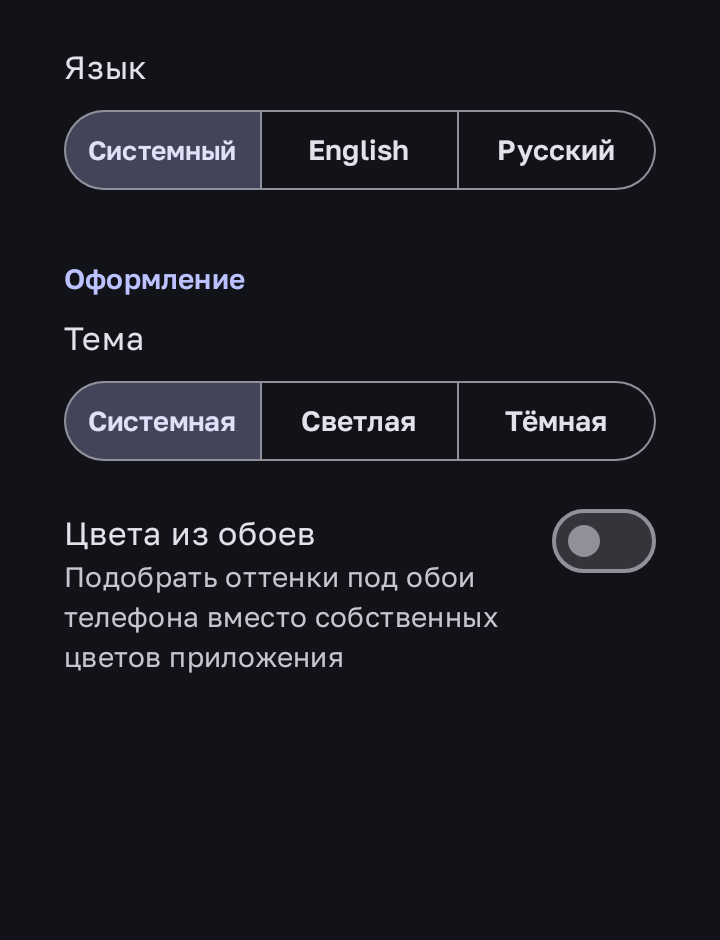 Язык
Системный English Русский
Оформление
Тема
Системная Светлая Тёмная
Цвета из обоев
Подобрать оттенки под обои
телефона вместо собственных
цветов приложения